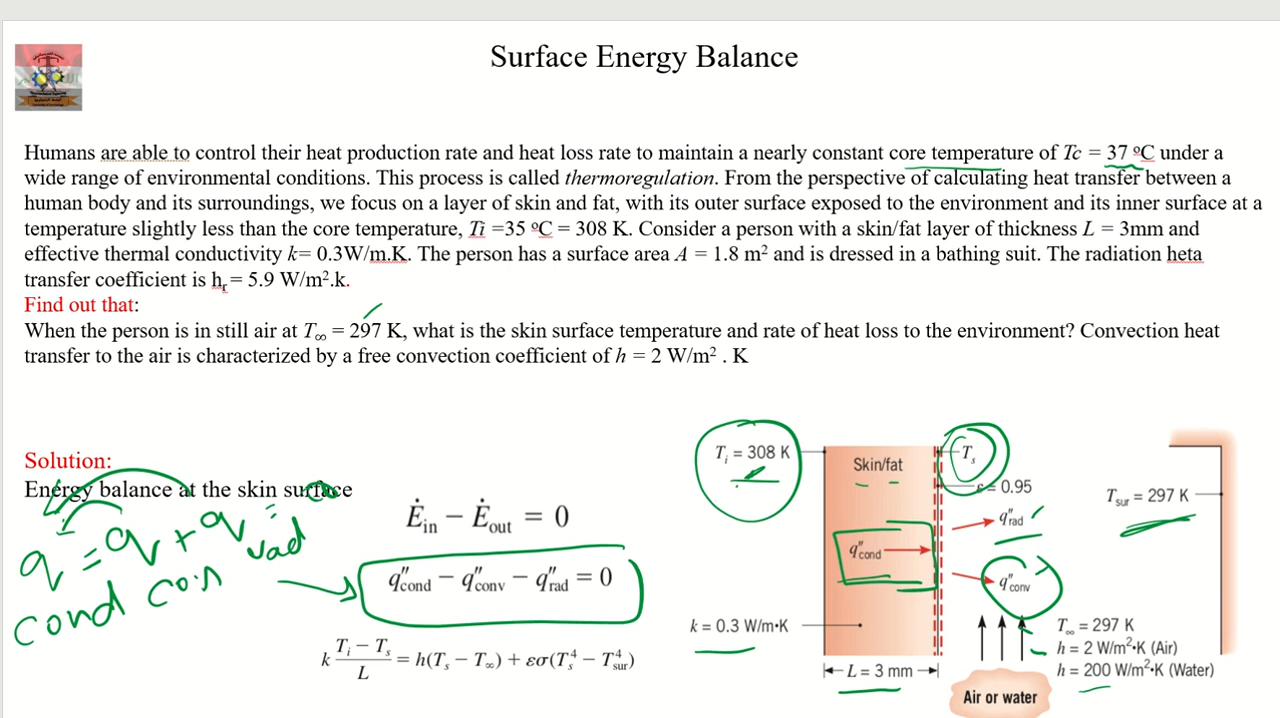 Surface Energy Balance
Humans are able to control their heat production rate and heat loss rate to maintain a nearly constant core temperature of Tc = 37 ºC under a
wide range of environmental conditions. This process is called thermoregulation. From the perspective of calculating heat transfer between a
human body and its surroundings, we focus on a layer of skin and fat, with its outer surface exposed to the environment and its inner surface at a
temperature slightly less than the core temperature, Ti =35 ºC = 308 K. Consider a person with a skin/fat layer of thickness L = 3mm and
effective thermal conductivity k= 0.3W/m.K. The person has a surface area A = 1.8 m² and is dressed in a bathing suit. The radiation heta
transfer coefficient is hr = 5.9 W/m².k.
Find out that:
When the person is in still air at T∞ = 297 K, what is the skin surface temperature and rate of heat loss to the environment? Convection heat
transfer to the air is characterized by a free convection coefficient of h = 2 W/m² . K
Solution:
Energy balance at the skin surface
q = q + q
cond con rad
Ėin − Ėout = 0
q″cond − q″conv − q″rad = 0
k (Ti − Ts)/L = h(Ts − T∞) + εσ(Ts⁴ − Tsur⁴)
Ti = 308 K
Skin/fat
Ts
ε = 0.95
Tsur = 297 K
q″rad
q″cond
q″conv
k = 0.3 W/m•K
T∞ = 297 K
h = 2 W/m²•K (Air)
h = 200 W/m²•K (Water)
L = 3 mm
Air or water